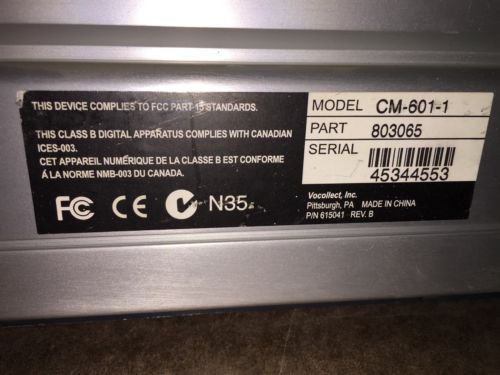 THIS DEVICE COMPLIES TO FCC PART 15 STANDARDS.
THIS CLASS B DIGITAL APPARATUS COMPLIES WITH CANADIAN
ICES-003.
CET APPAREIL NUMÉRIQUE DE LA CLASSE B EST CONFORME
Á LA NORME NMB-003 DU CANADA.
FC CE N35
MODEL CM-601-1
PART 803065
SERIAL
45344553
Vocollect, Inc.
Pittsburgh, PA MADE IN CHINA
P/N 615041 REV. B